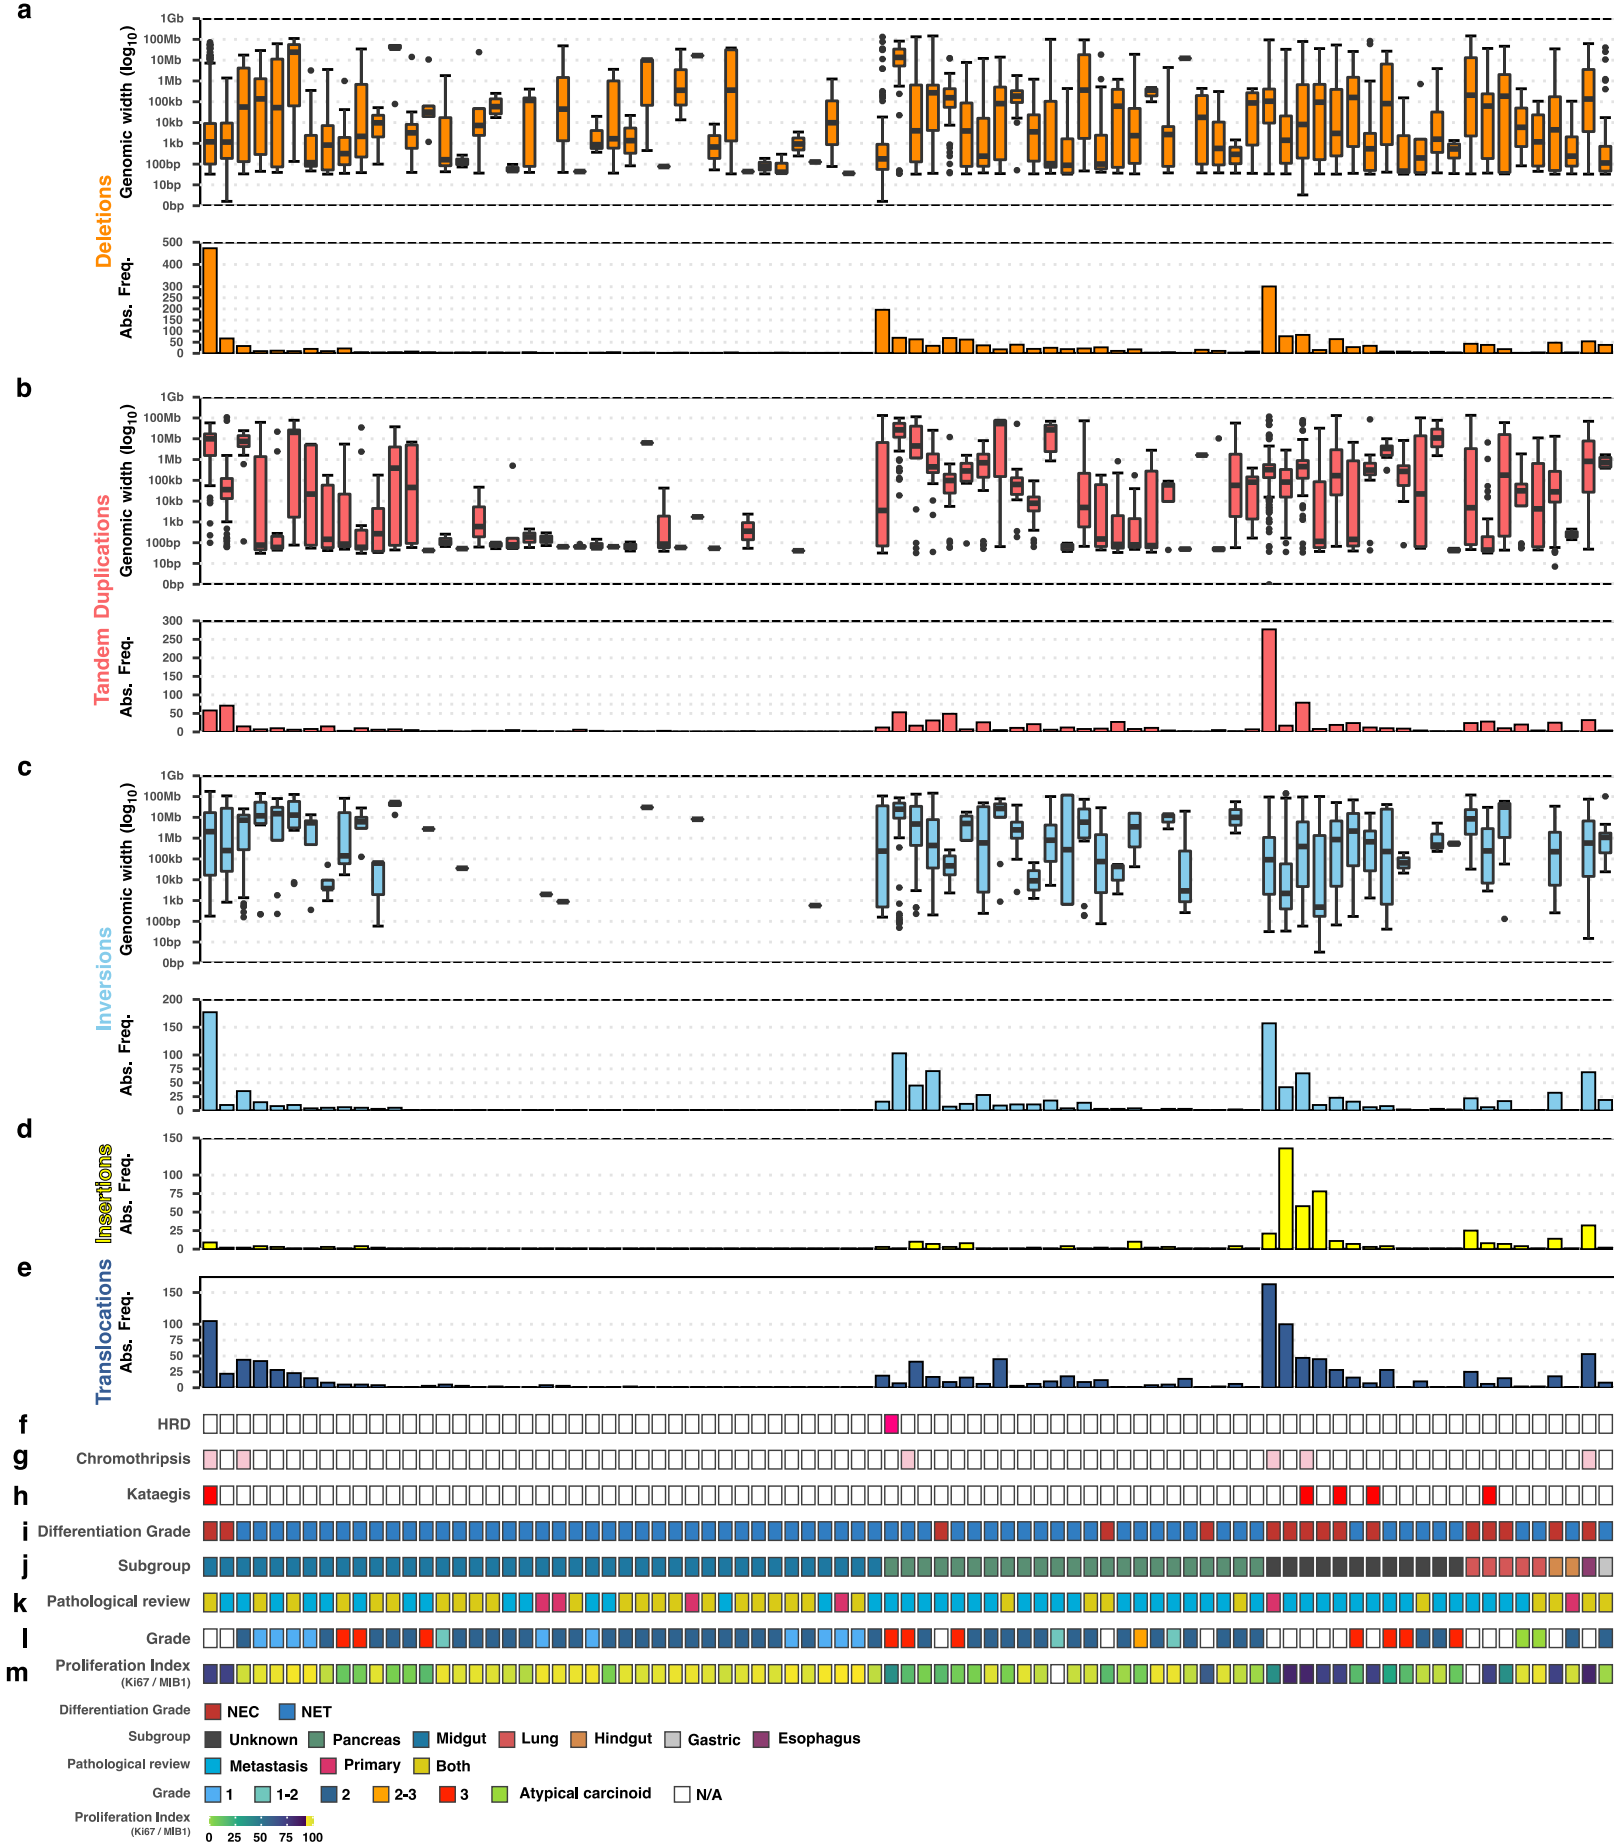 a
Deletions
Genomic width (log10)
1Gb
100Mb
10Mb
1Mb
100kb
10kb
1kb
100bp
10bp
0bp
Abs. Freq.
500
400
300
250
200
150
100
50
0
b
Tandem Duplications
Genomic width (log10)
1Gb
100Mb
10Mb
1Mb
100kb
10kb
1kb
100bp
10bp
0bp
Abs. Freq.
300
250
200
150
100
50
0
c
Inversions
Genomic width (log10)
1Gb
100Mb
10Mb
1Mb
100kb
10kb
1kb
100bp
10bp
0bp
Abs. Freq.
200
150
100
75
50
25
0
d
Insertions
Abs. Freq.
150
100
75
50
25
0
e
Translocations
Abs. Freq.
150
100
75
50
25
0
f HRD
g Chromothripsis
h Kataegis
i Differentiation Grade
j Subgroup
k Pathological review
l Grade
m Proliferation Index
(Ki67 / MIB1)
Differentiation Grade NEC NET
Subgroup Unknown Pancreas Midgut Lung Hindgut Gastric Esophagus
Pathological review Metastasis Primary Both
Grade 1 1-2 2 2-3 3 Atypical carcinoid N/A
Proliferation Index
(Ki67 / MIB1)
0 25 50 75 100